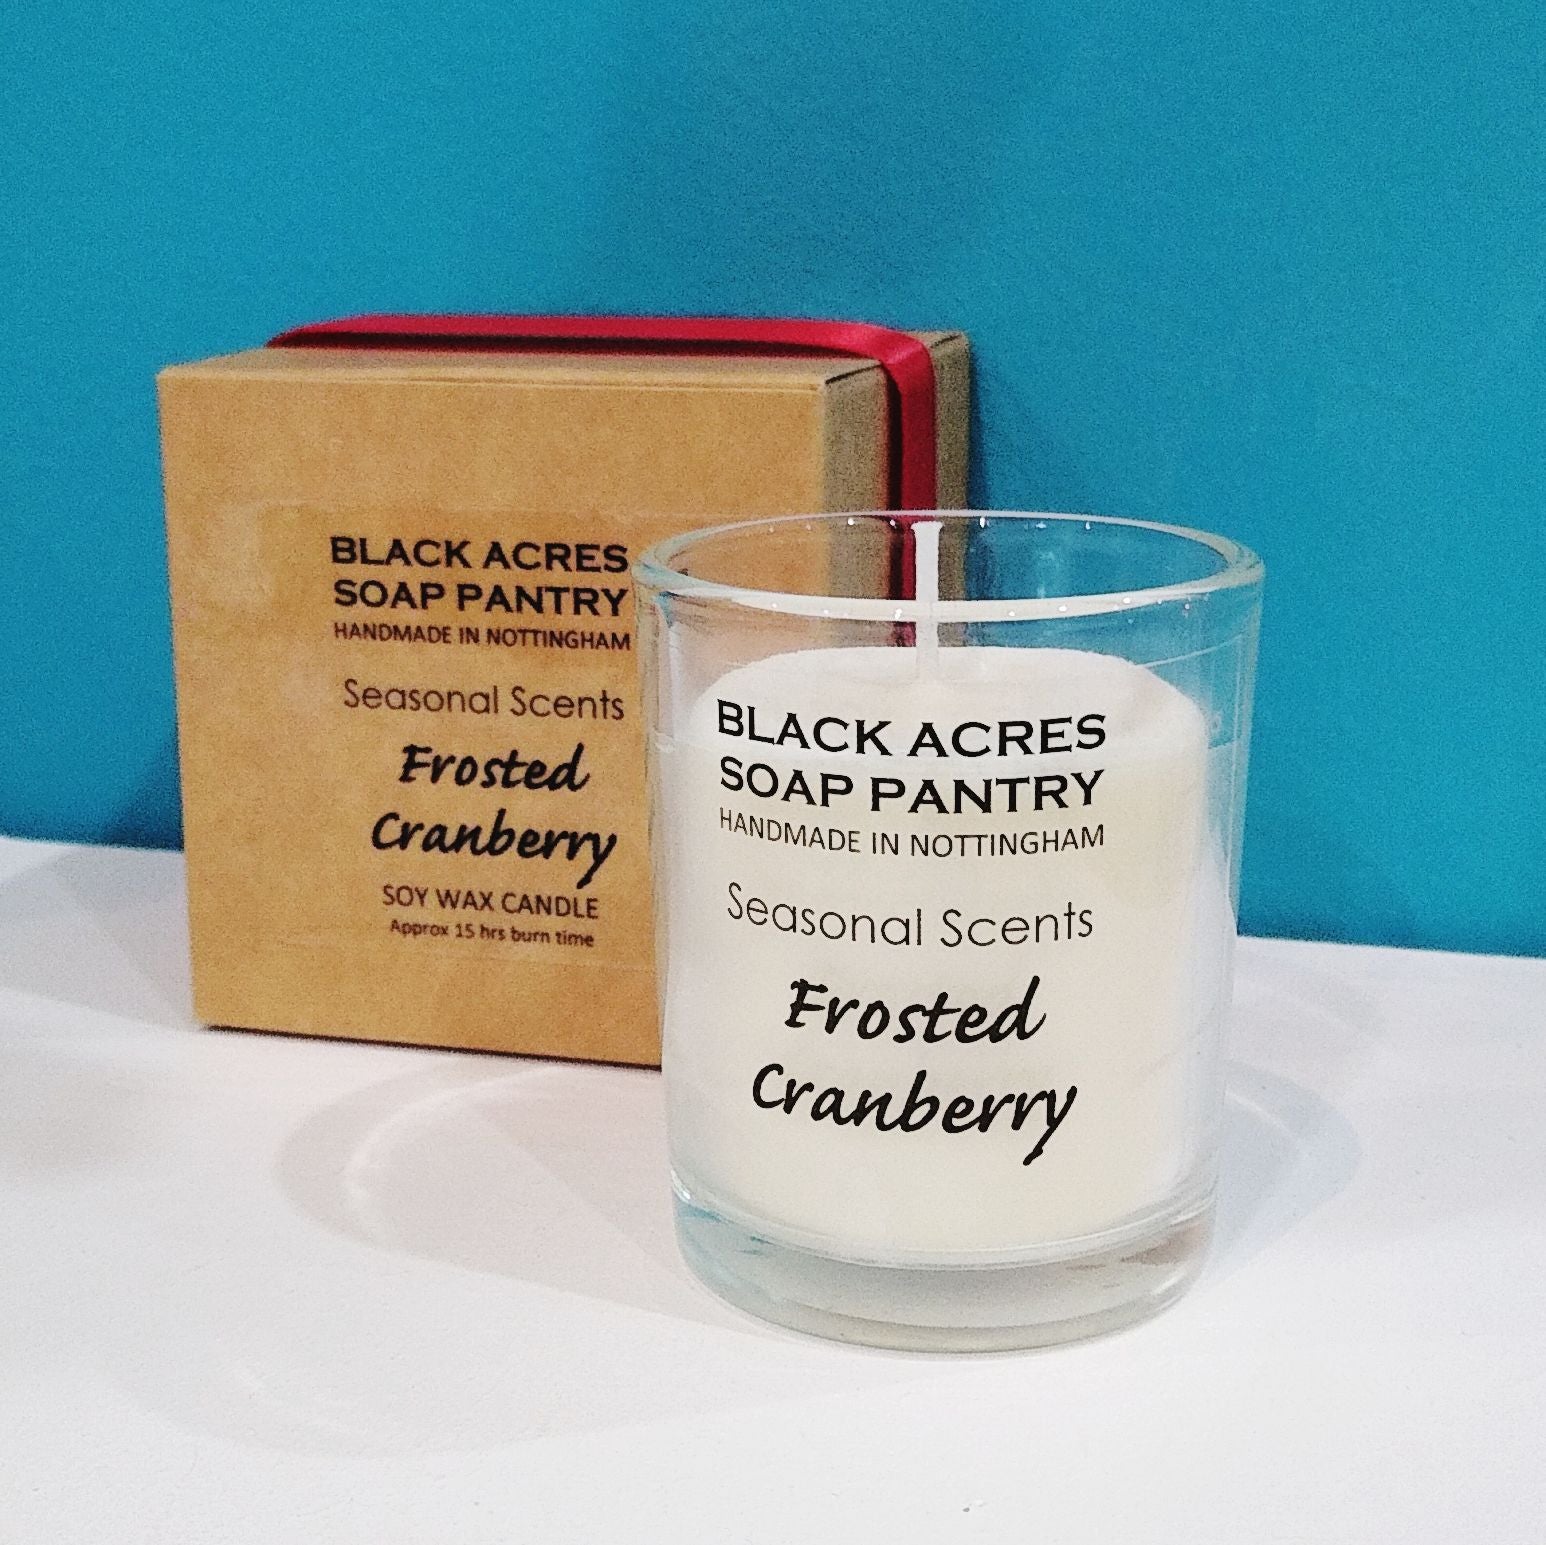 BLACK ACRES
SOAP PANTRY
HANDMADE IN NOTTINGHAM
Seasonal Scents
Frosted
Cranberry
SOY WAX CANDLE
Approx 15 hrs burn time
BLACK ACRES
SOAP PANTRY
HANDMADE IN NOTTINGHAM
Seasonal Scents
Frosted
Cranberry